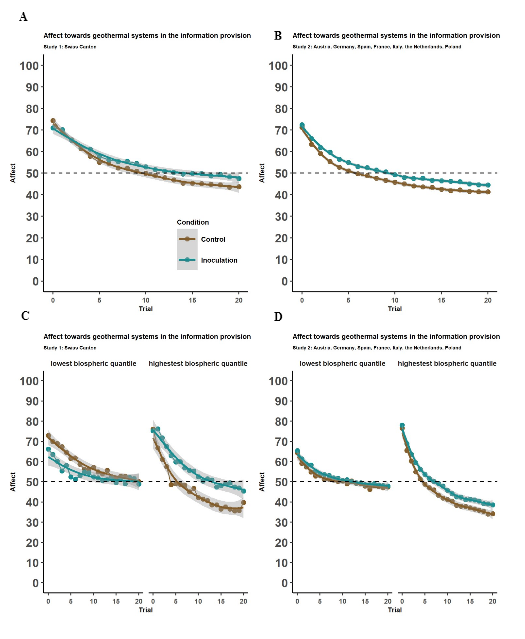 A
Affect towards geothermal systems in the information provision
Study 1: Swiss Canton
100
90
80
70
60
50
40
30
20
10
0
Affect
0 5 10 15 20
Trial
Condition
Control
Inoculation
B
Affect towards geothermal systems in the information provision
Study 2: Austria, Germany, Spain, France, Italy, the Netherlands, Poland
100
90
80
70
60
50
40
30
20
10
0
Affect
0 5 10 15 20
Trial
C
Affect towards geothermal systems in the information provision
Study 1: Swiss Canton
lowest biospheric quantile highestest biospheric quantile
100
90
80
70
60
50
40
30
20
10
0
Affect
0 5 10 15 20 0 5 10 15 20
Trial
D
Affect towards geothermal systems in the information provision
Study 2: Austria, Germany, Spain, France, Italy, the Netherlands, Poland
lowest biospheric quantile highestest biospheric quantile
100
90
80
70
60
50
40
30
20
10
0
Affect
0 5 10 15 20 0 5 10 15 20
Trial